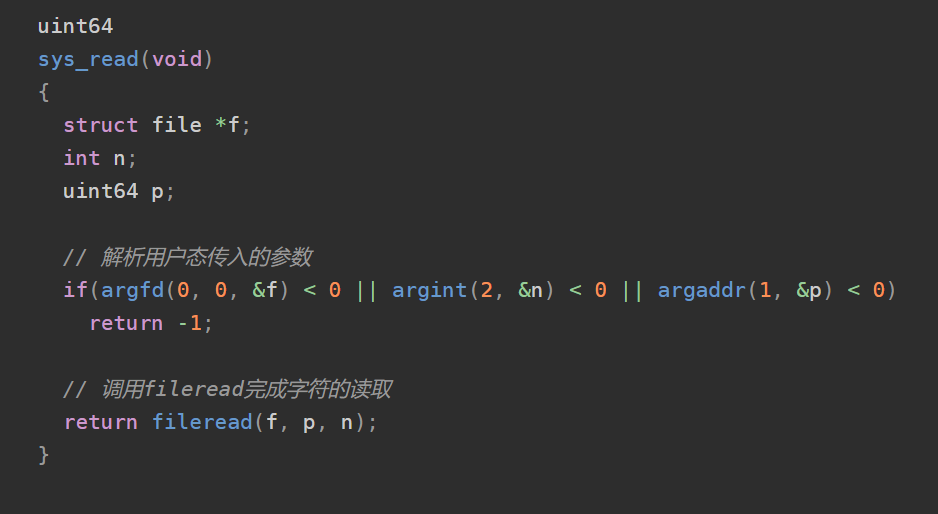 uint64
sys_read(void)
{
  struct file *f;
  int n;
  uint64 p;

  // 解析用户态传入的参数
  if(argfd(0, 0, &f) < 0 || argint(2, &n) < 0 || argaddr(1, &p) < 0)
    return -1;

  // 调用fileread完成字符的读取
  return fileread(f, p, n);
}